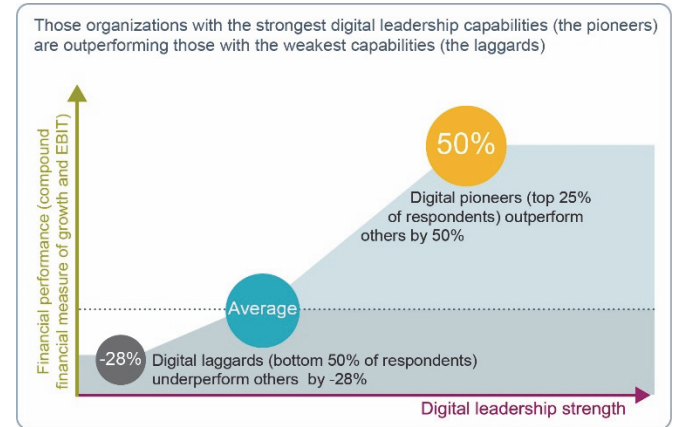 Those organizations with the strongest digital leadership capabilities (the pioneers)
are outperforming those with the weakest capabilities (the laggards)
Financial performance (compound
financial measure of growth and EBIT)
50%
Digital pioneers (top 25%
of respondents) outperform
others by 50%
Average
-28%
Digital laggards (bottom 50% of respondents)
underperform others by -28%
Digital leadership strength